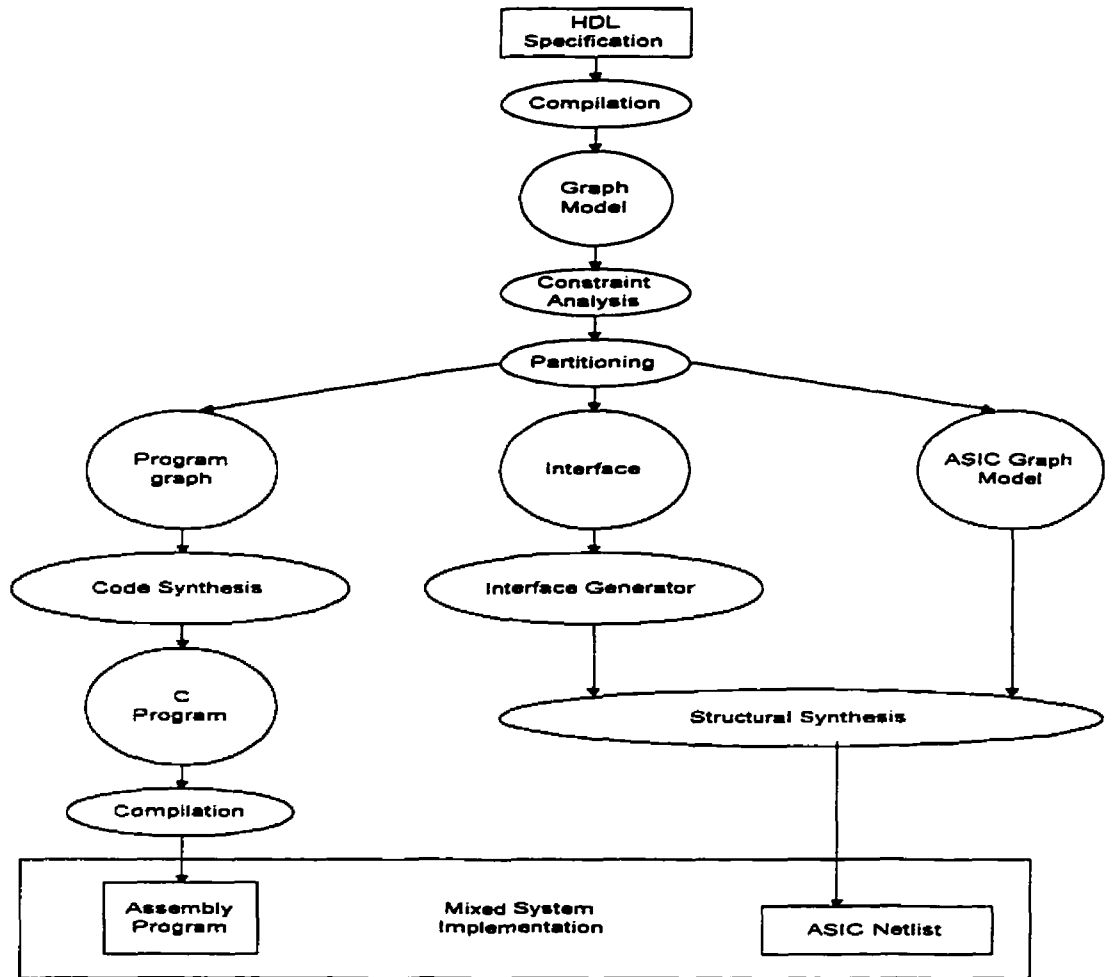 HDL
Specification
Compilation
Graph
Model
Constraint
Analysis
Partitioning
Program
graph
Interface
ASIC Graph
Model
Code Synthesis
Interface Generator
C
Program
Structural Synthesis
Compilation
Assembly
Program
Mixed System
Implementation
ASIC Netlist